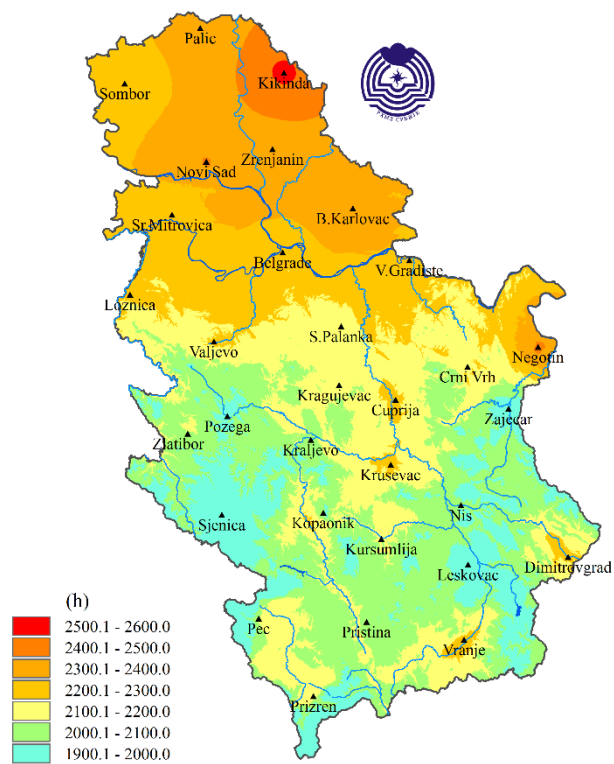 Palic
Kikinda
Sombor
РХМЗ СРБИЈЕ
Zrenjanin
Novi Sad
B.Karlovac
Sr.Mitrovica
Belgrade
V.Gradiste
Loznica
S.Palanka
Valjevo
Negotin
Crni Vrh
Kragujevac
Cuprija
Zajecar
Pozega
Zlatibor
Kraljevo
Krusevac
Sjenica
Kopaonik
Nis
Kursumlija
Dimitrovgrad
Leskovac
(h)
2500.1 - 2600.0
2400.1 - 2500.0
2300.1 - 2400.0
2200.1 - 2300.0
2100.1 - 2200.0
2000.1 - 2100.0
1900.1 - 2000.0
Pec
Pristina
Vranje
Prizren